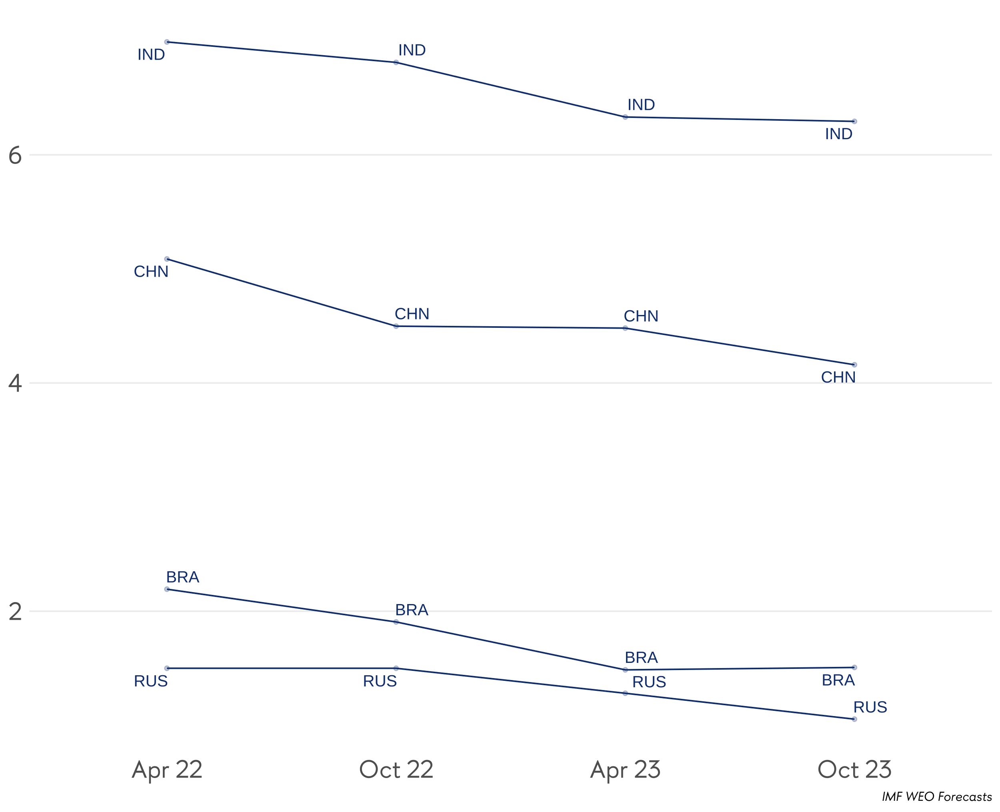 IND
IND
IND
IND
6
CHN
CHN
CHN
CHN
4
BRA
BRA
2
BRA
BRA
RUS
RUS
RUS
RUS
Apr 22
Oct 22
Apr 23
Oct 23
IMF WEO Forecasts